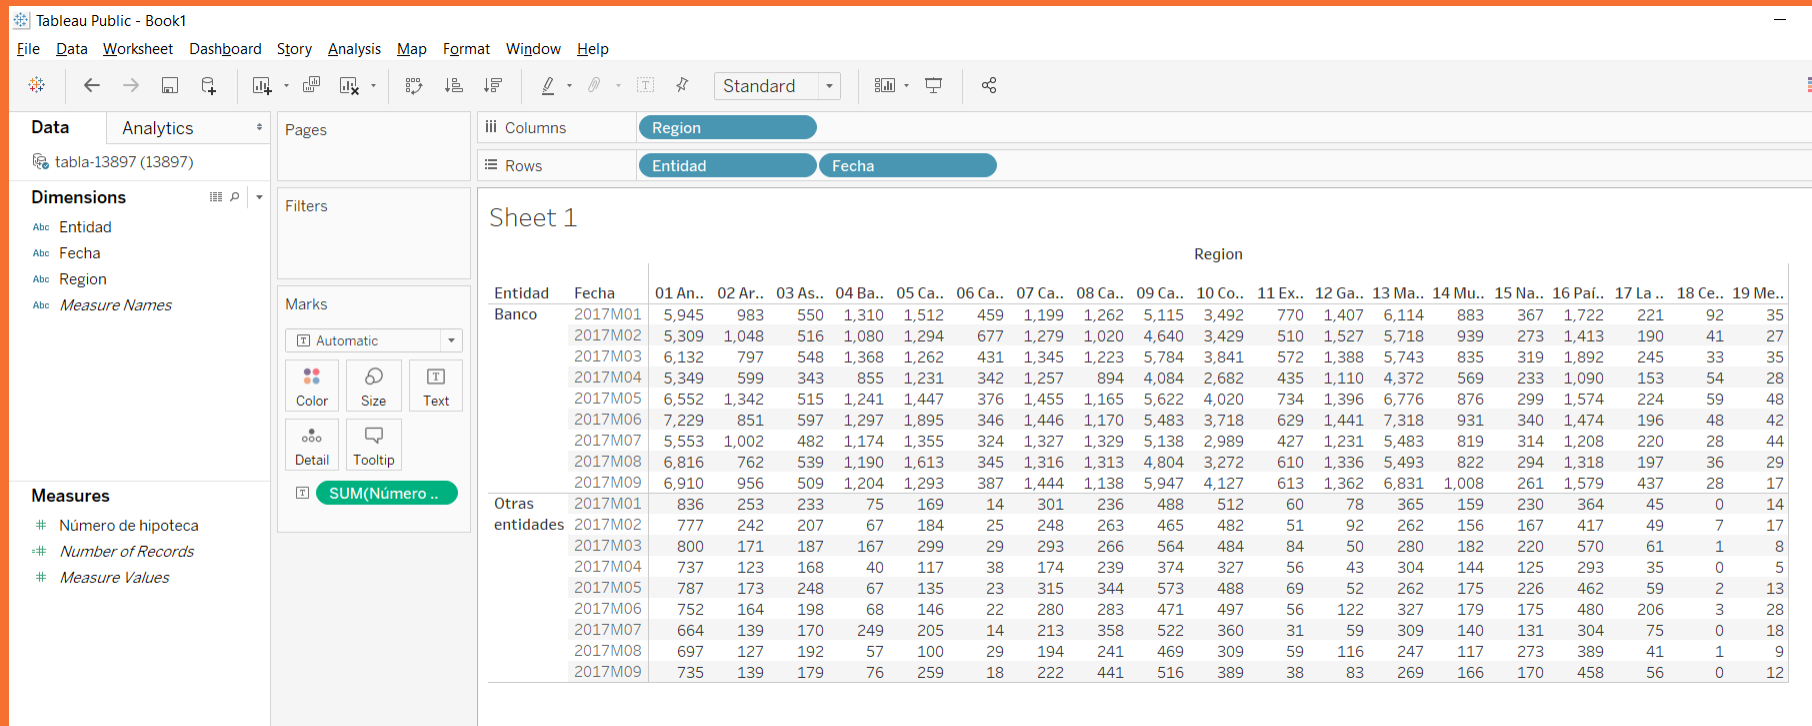 Tableau Public - Book1
File Data Worksheet Dashboard Story Analysis Map Format Window Help
Standard
Data Analytics
tabla-13897 (13897)
Dimensions
Abc Entidad
Abc Fecha
Abc Region
Abc Measure Names
Measures
# Número de hipoteca
=# Number of Records
# Measure Values
Pages
Filters
Marks
T Automatic
Color Size T Text
Detail Tooltip
T SUM(Número ..
iii Columns Region
Rows Entidad Fecha
Sheet 1
Region
Entidad Fecha 01 An.. 02 Ar.. 03 As.. 04 Ba.. 05 Ca.. 06 Ca.. 07 Ca.. 08 Ca.. 09 Ca.. 10 Co.. 11 Ex.. 12 Ga.. 13 Ma.. 14 Mu.. 15 Na.. 16 Paí.. 17 La .. 18 Ce.. 19 Me..
Banco 2017M01 5,945 983 550 1,310 1,512 459 1,199 1,262 5,115 3,492 770 1,407 6,114 883 367 1,722 221 92 35
2017M02 5,309 1,048 516 1,080 1,294 677 1,279 1,020 4,640 3,429 510 1,527 5,718 939 273 1,413 190 41 27
2017M03 6,132 797 548 1,368 1,262 431 1,345 1,223 5,784 3,841 572 1,388 5,743 835 319 1,892 245 33 35
2017M04 5,349 599 343 855 1,231 342 1,257 894 4,084 2,682 435 1,110 4,372 569 233 1,090 153 54 28
2017M05 6,552 1,342 515 1,241 1,447 376 1,455 1,165 5,622 4,020 734 1,396 6,776 876 299 1,574 224 59 48
2017M06 7,229 851 597 1,297 1,895 346 1,446 1,170 5,483 3,718 629 1,441 7,318 931 340 1,474 196 48 42
2017M07 5,553 1,002 482 1,174 1,355 324 1,327 1,329 5,138 2,989 427 1,231 5,483 819 314 1,208 220 28 44
2017M08 6,816 762 539 1,190 1,613 345 1,316 1,313 4,804 3,272 610 1,336 5,493 822 294 1,318 197 36 29
2017M09 6,910 956 509 1,204 1,293 387 1,444 1,138 5,947 4,127 613 1,362 6,831 1,008 261 1,579 437 28 17
Otras 2017M01 836 253 233 75 169 14 301 236 488 512 60 78 365 159 230 364 45 0 14
entidades 2017M02 777 242 207 67 184 25 248 263 465 482 51 92 262 156 167 417 49 7 17
2017M03 800 171 187 167 299 29 293 266 564 484 84 50 280 182 220 570 61 1 8
2017M04 737 123 168 40 117 38 174 239 374 327 56 43 304 144 125 293 35 0 5
2017M05 787 173 248 67 135 23 315 344 573 488 69 52 262 175 226 462 59 2 13
2017M06 752 164 198 68 146 22 280 283 471 497 56 122 327 179 175 480 206 3 28
2017M07 664 139 170 249 205 14 213 358 522 360 31 59 309 140 131 304 75 0 18
2017M08 697 127 192 57 100 29 194 241 469 309 59 116 247 117 273 389 41 1 9
2017M09 735 139 179 76 259 18 222 441 516 389 38 83 269 166 170 458 56 0 12